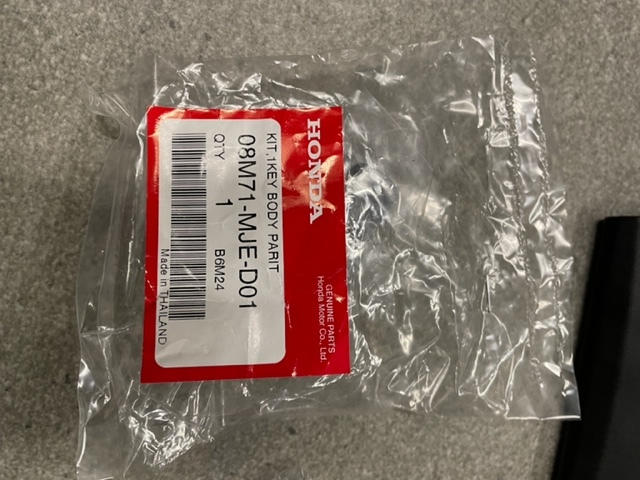 HONDA
GENUINE PARTS
Honda Motor Co., Ltd.
KIT,1KEY BODY PARIT
08M71-MJE-D01
QTY 1 B6M24
Made in THAILAND